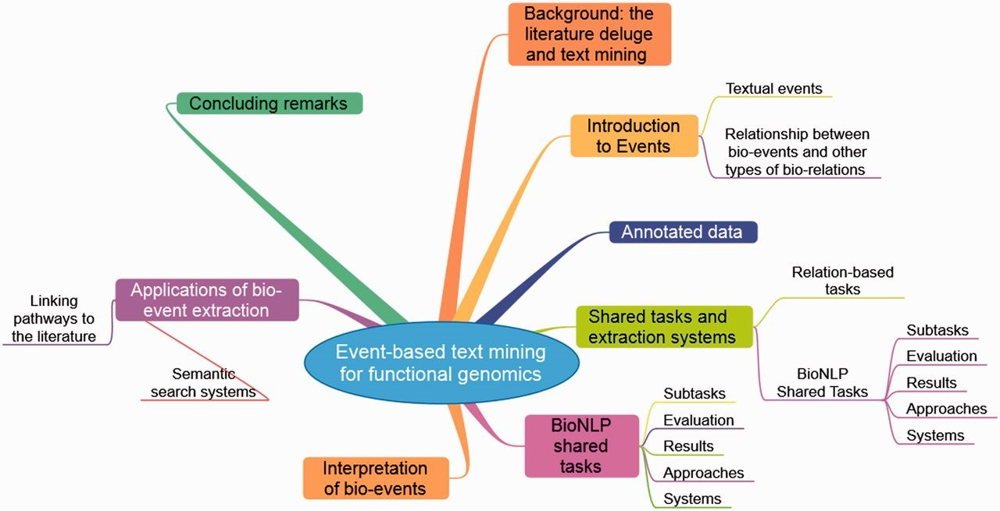 Background: the
literature deluge
and text mining
Concluding remarks
Textual events
Introduction
to Events
Relationship between
bio-events and other
types of bio-relations
Annotated data
Relation-based
tasks
Applications of bio-
event extraction
Linking
pathways to
the literature
Shared tasks and
extraction systems
Event-based text mining
for functional genomics
Semantic
search systems
BioNLP
Shared Tasks
Subtasks
Evaluation
Results
Approaches
Systems
BioNLP
shared
tasks
Subtasks
Evaluation
Results
Approaches
Systems
Interpretation
of bio-events